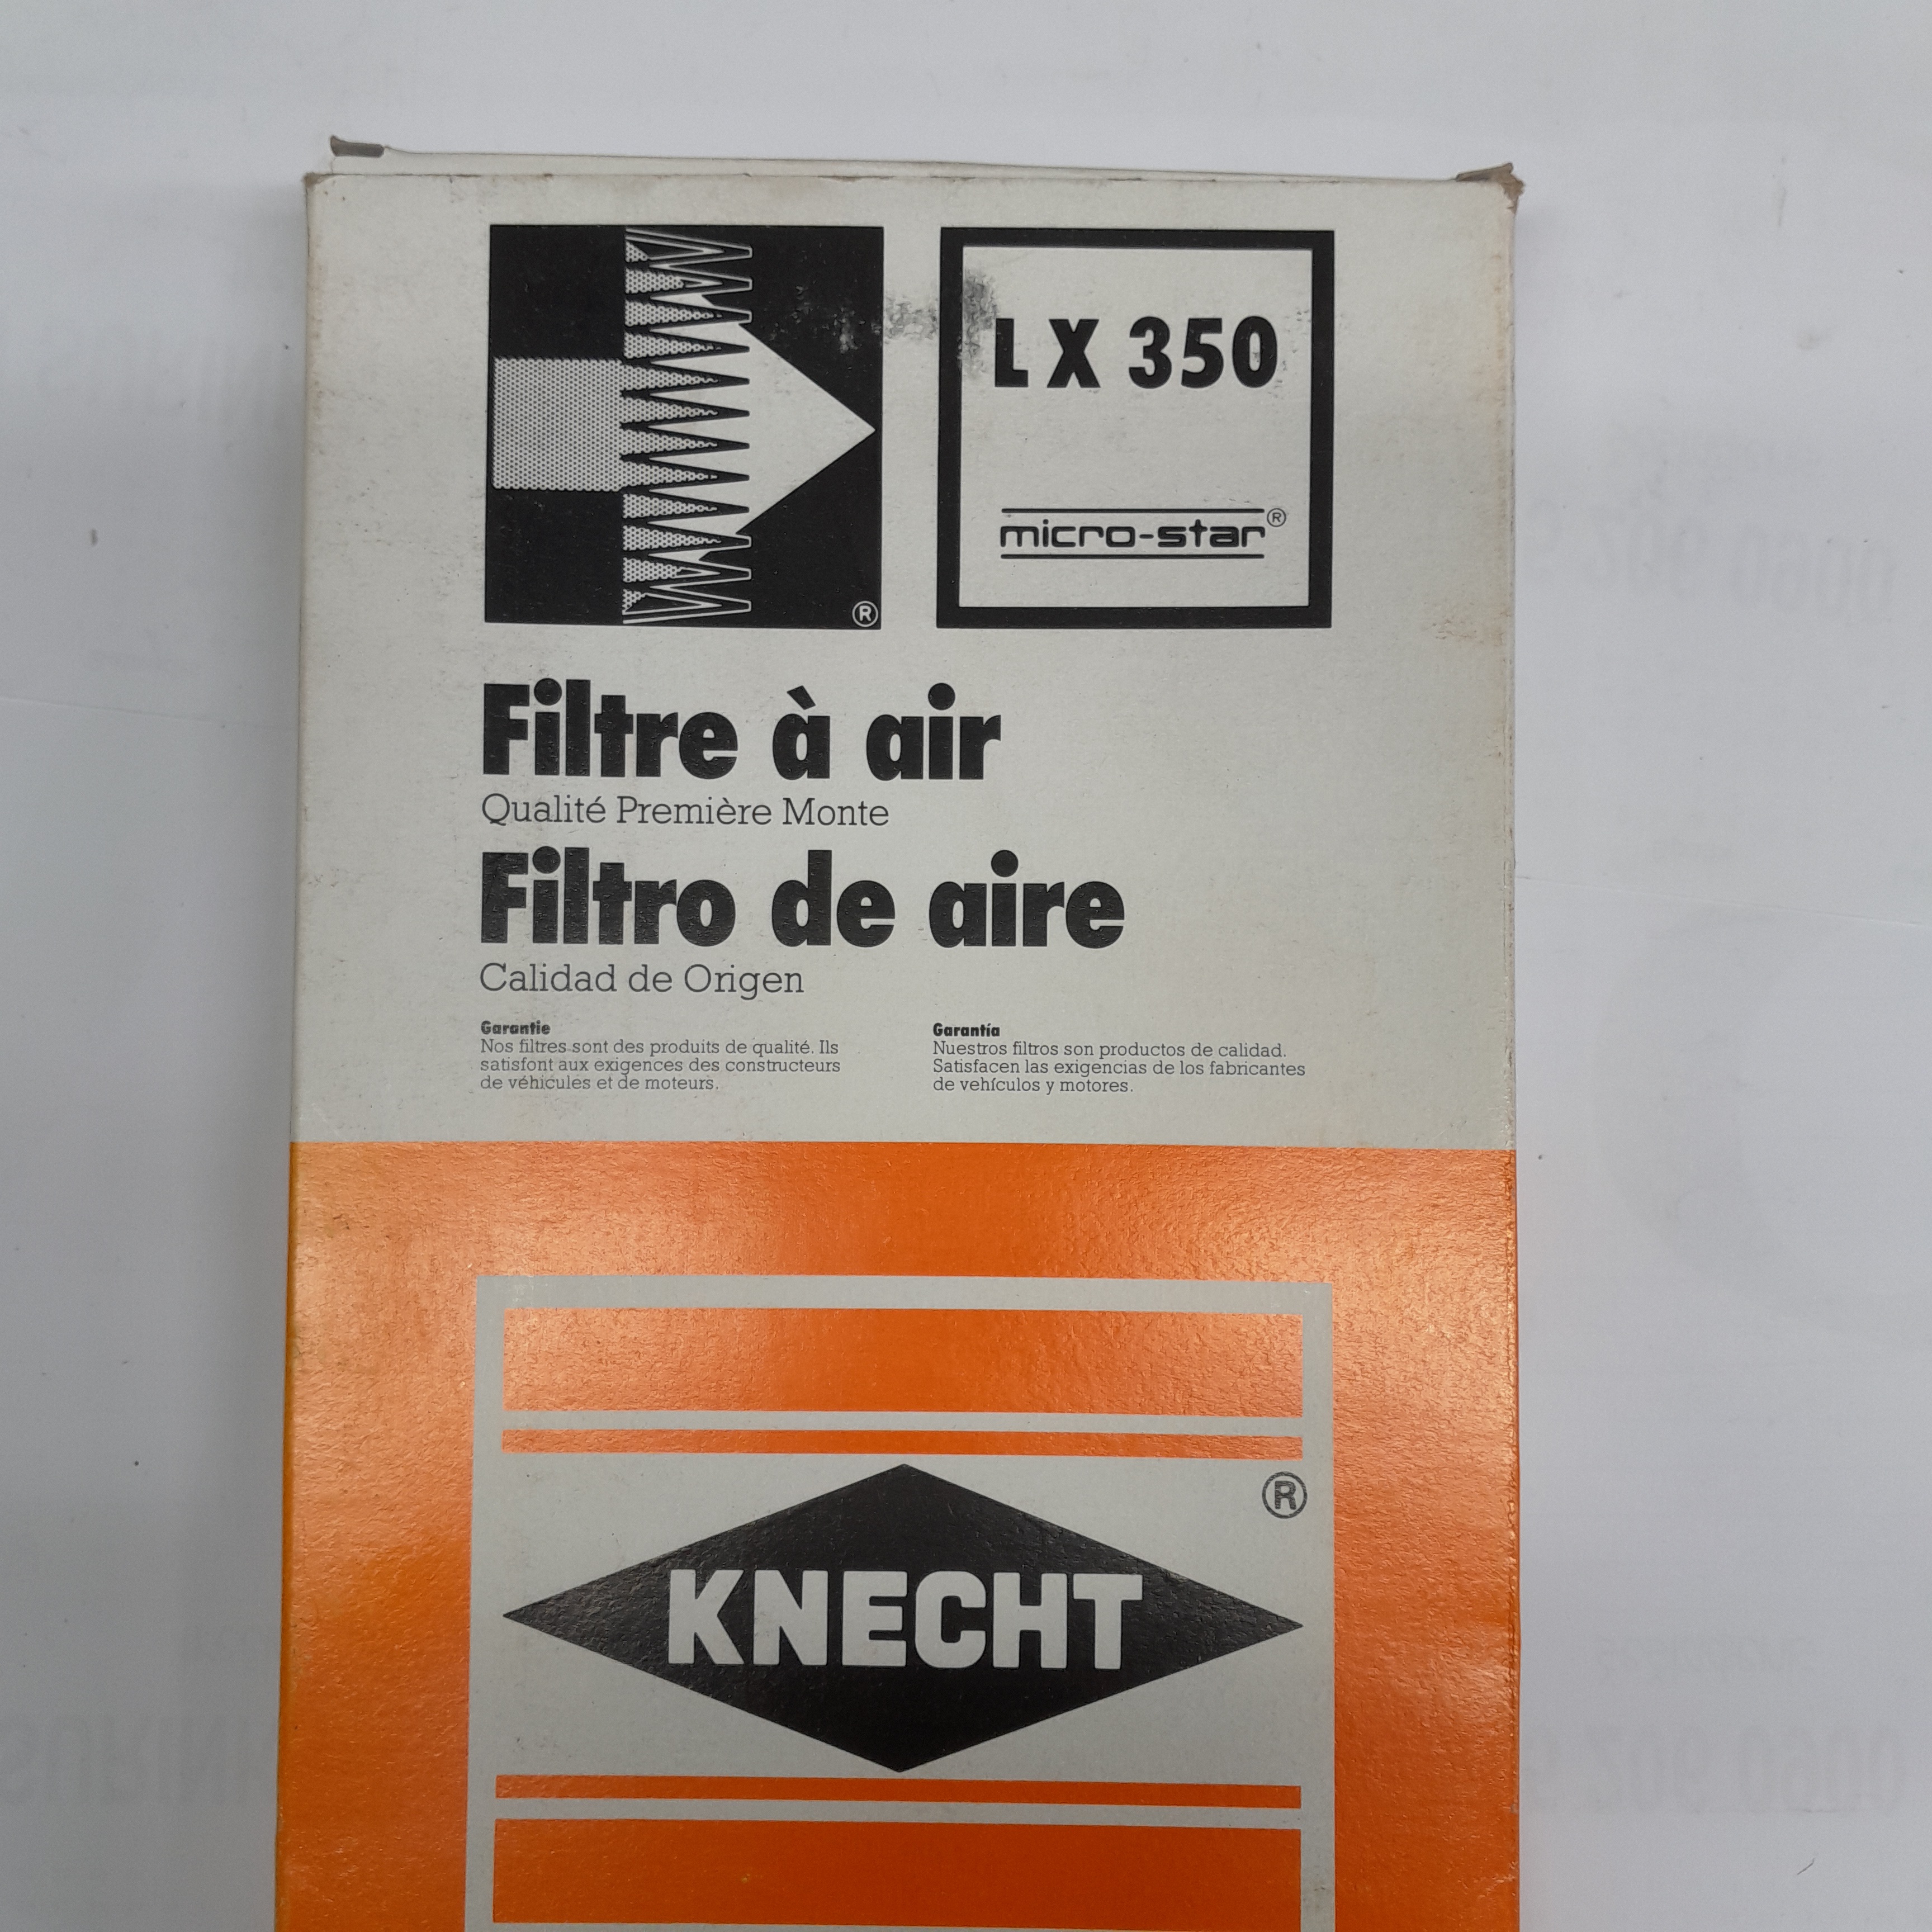 LX 350
micro-star®
®
Filtre à air
Qualité Première Monte
Filtro de aire
Calidad de Origen
Garantie
Nos filtres sont des produits de qualité. Ils
satisfont aux exigences des constructeurs
de véhicules et de moteurs.
Garantía
Nuestros filtros son productos de calidad.
Satisfacen las exigencias de los fabricantes
de vehículos y motores.
®
KNECHT